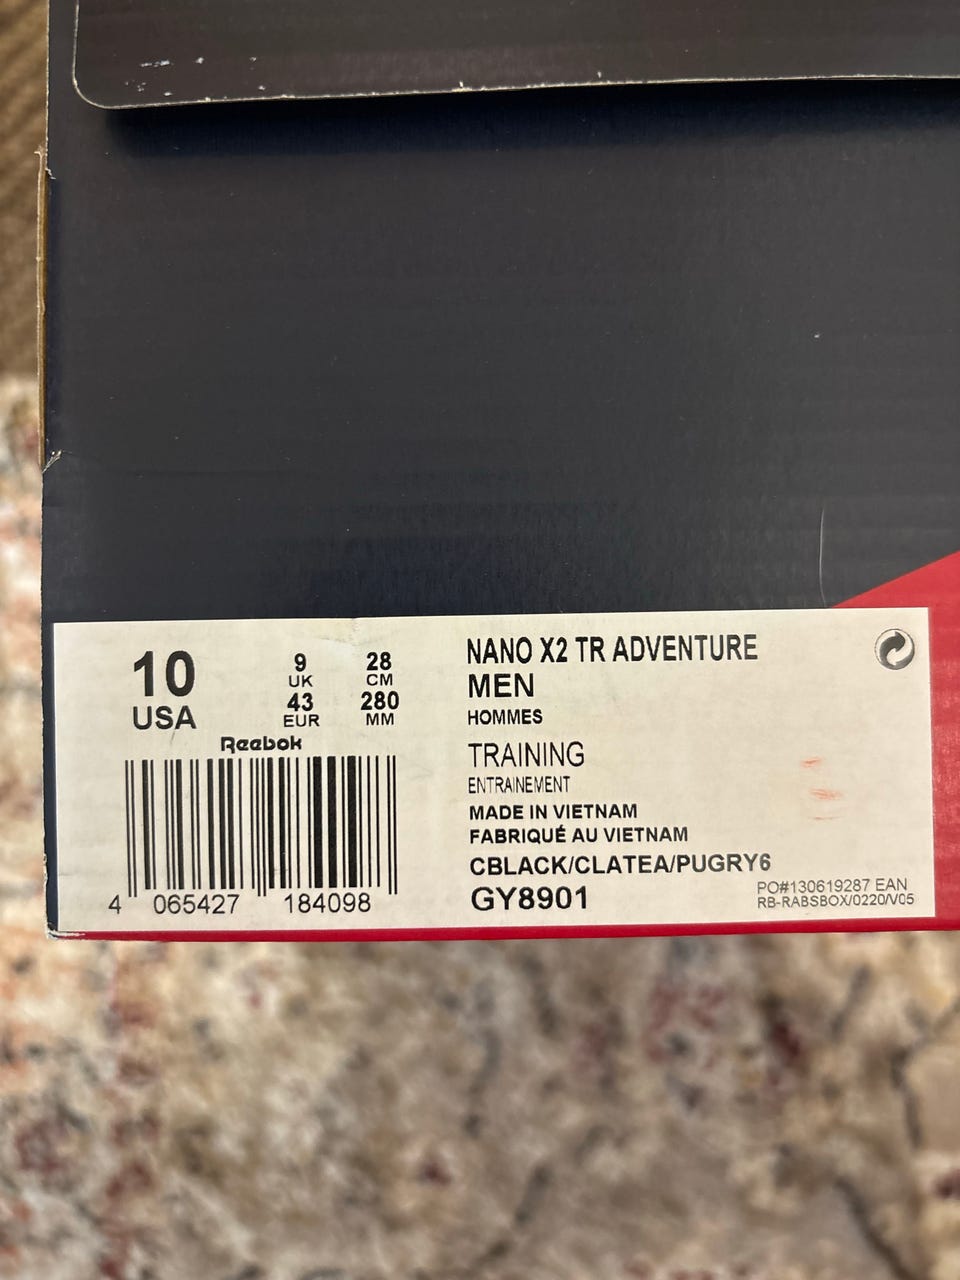 10
USA
9
UK
43
EUR
28
CM
280
MM
Reebok
4 065427 184098
NANO X2 TR ADVENTURE
MEN
HOMMES
TRAINING
ENTRAINEMENT
MADE IN VIETNAM
FABRIQUÉ AU VIETNAM
CBLACK/CLATEA/PUGRY6
GY8901
PO#130619287 EAN
RB-RABSBOX/0220/V05